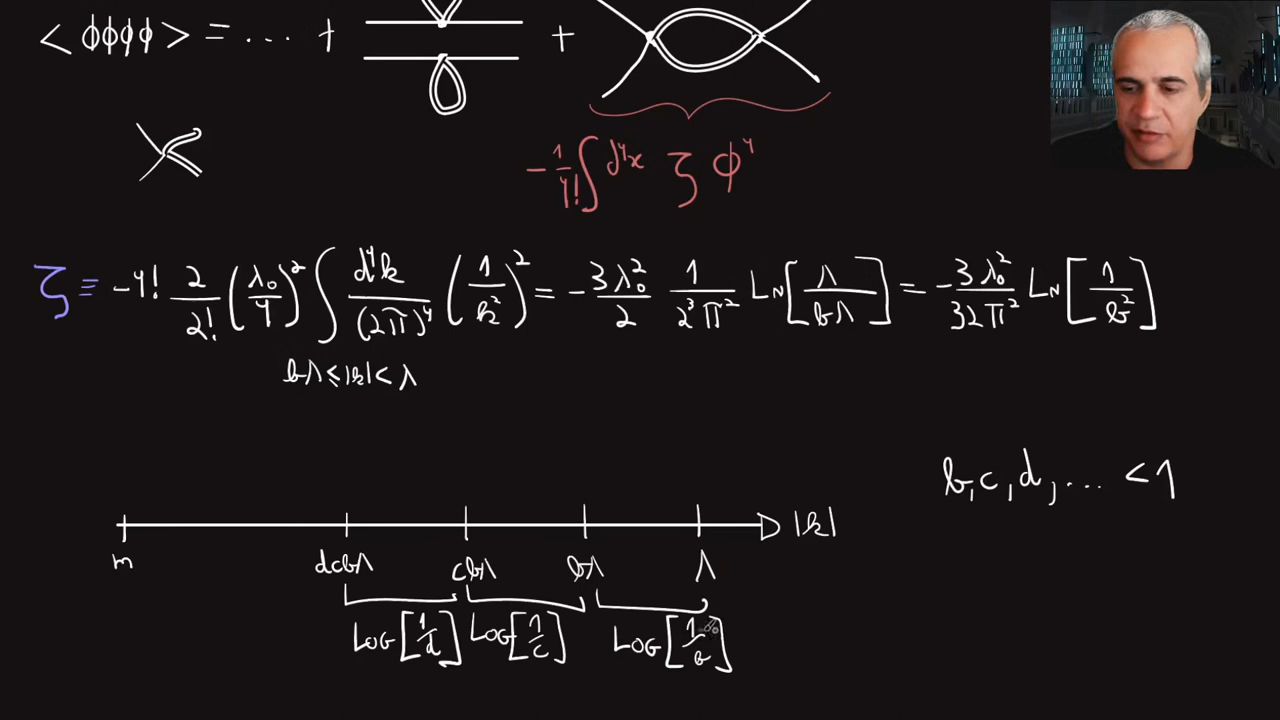 < ϕϕϕϕ > = ... + +
-1/4! ∫ d⁴x ζ ϕ⁴
ζ ≡ -4! 2/2! (λ₀/4)² ∫ d⁴k/(2π)⁴ (1/k²)² = -3λ₀²/2 1/2³π² LN[Λ/bΛ] = -3λ₀²/32π² LN[1/b²]
bΛ ≤ |k| < Λ
b, c, d, ... < 1
|k|
m dcbΛ cbΛ bΛ Λ
LOG[1/d] LOG[1/c] LOG[1/b]